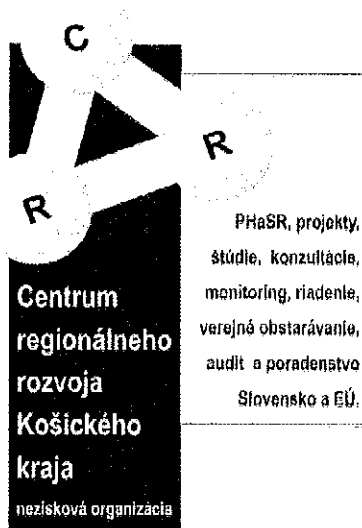 C
R
R
PHaSR, projekty,
štúdie, konzultácie,
monitoring, riadenie,
verejné obstarávanie,
audit a poradenstvo
Slovensko a EÚ.
Centrum
regionálneho
rozvoja
Košického
kraja
nezisková organizácia